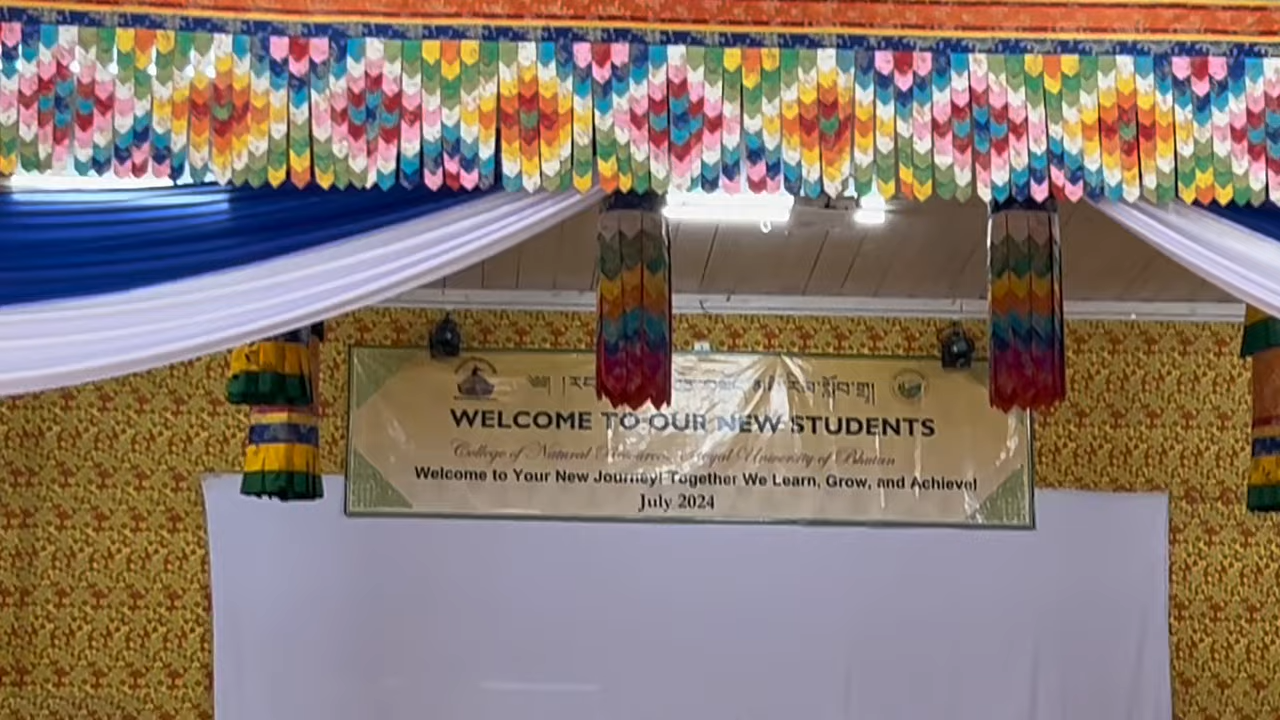 WELCOME TO OUR NEW STUDENTS
College of Natural Resources, Royal University of Bhutan
Welcome to Your New Journey! Together We Learn, Grow, and Achieve!
July 2024